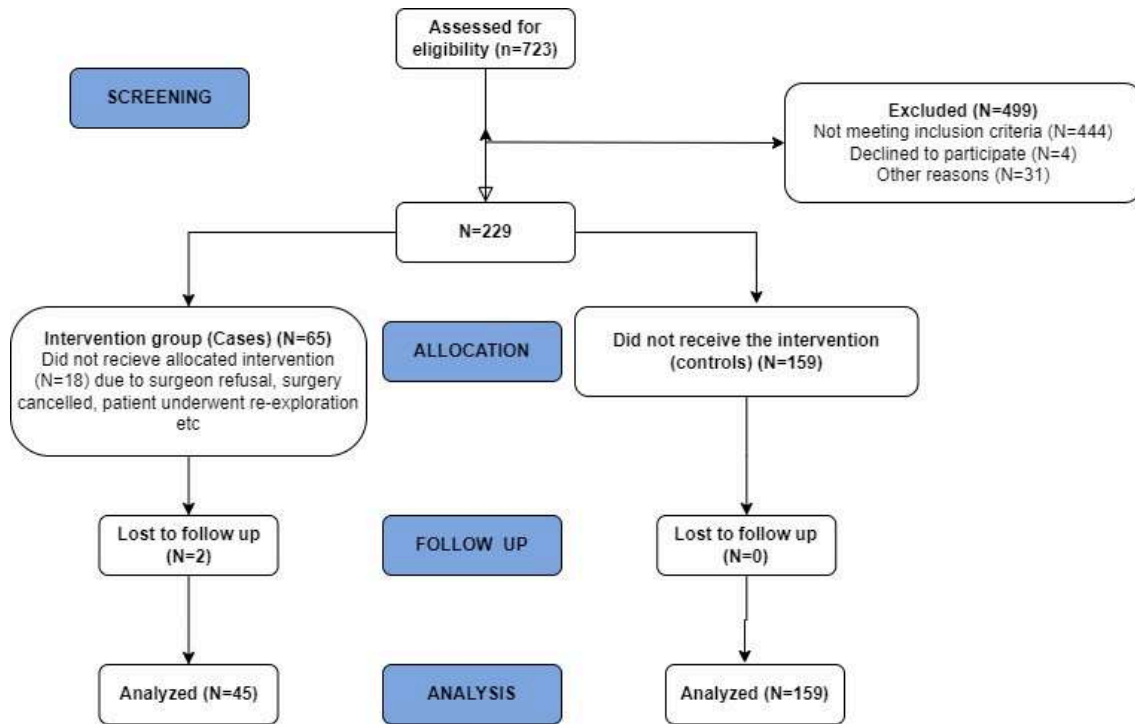 Assessed for
eligibility (n=723)
SCREENING
Excluded (N=499)
Not meeting inclusion criteria (N=444)
Declined to participate (N=4)
Other reasons (N=31)
N=229
Intervention group (Cases) (N=65)
Did not recieve allocated intervention
(N=18) due to surgeon refusal, surgery
cancelled, patient underwent re-exploration
etc
ALLOCATION
Did not receive the intervention
(controls) (N=159)
Lost to follow up
(N=2)
FOLLOW UP
Lost to follow up
(N=0)
Analyzed (N=45)
ANALYSIS
Analyzed (N=159)